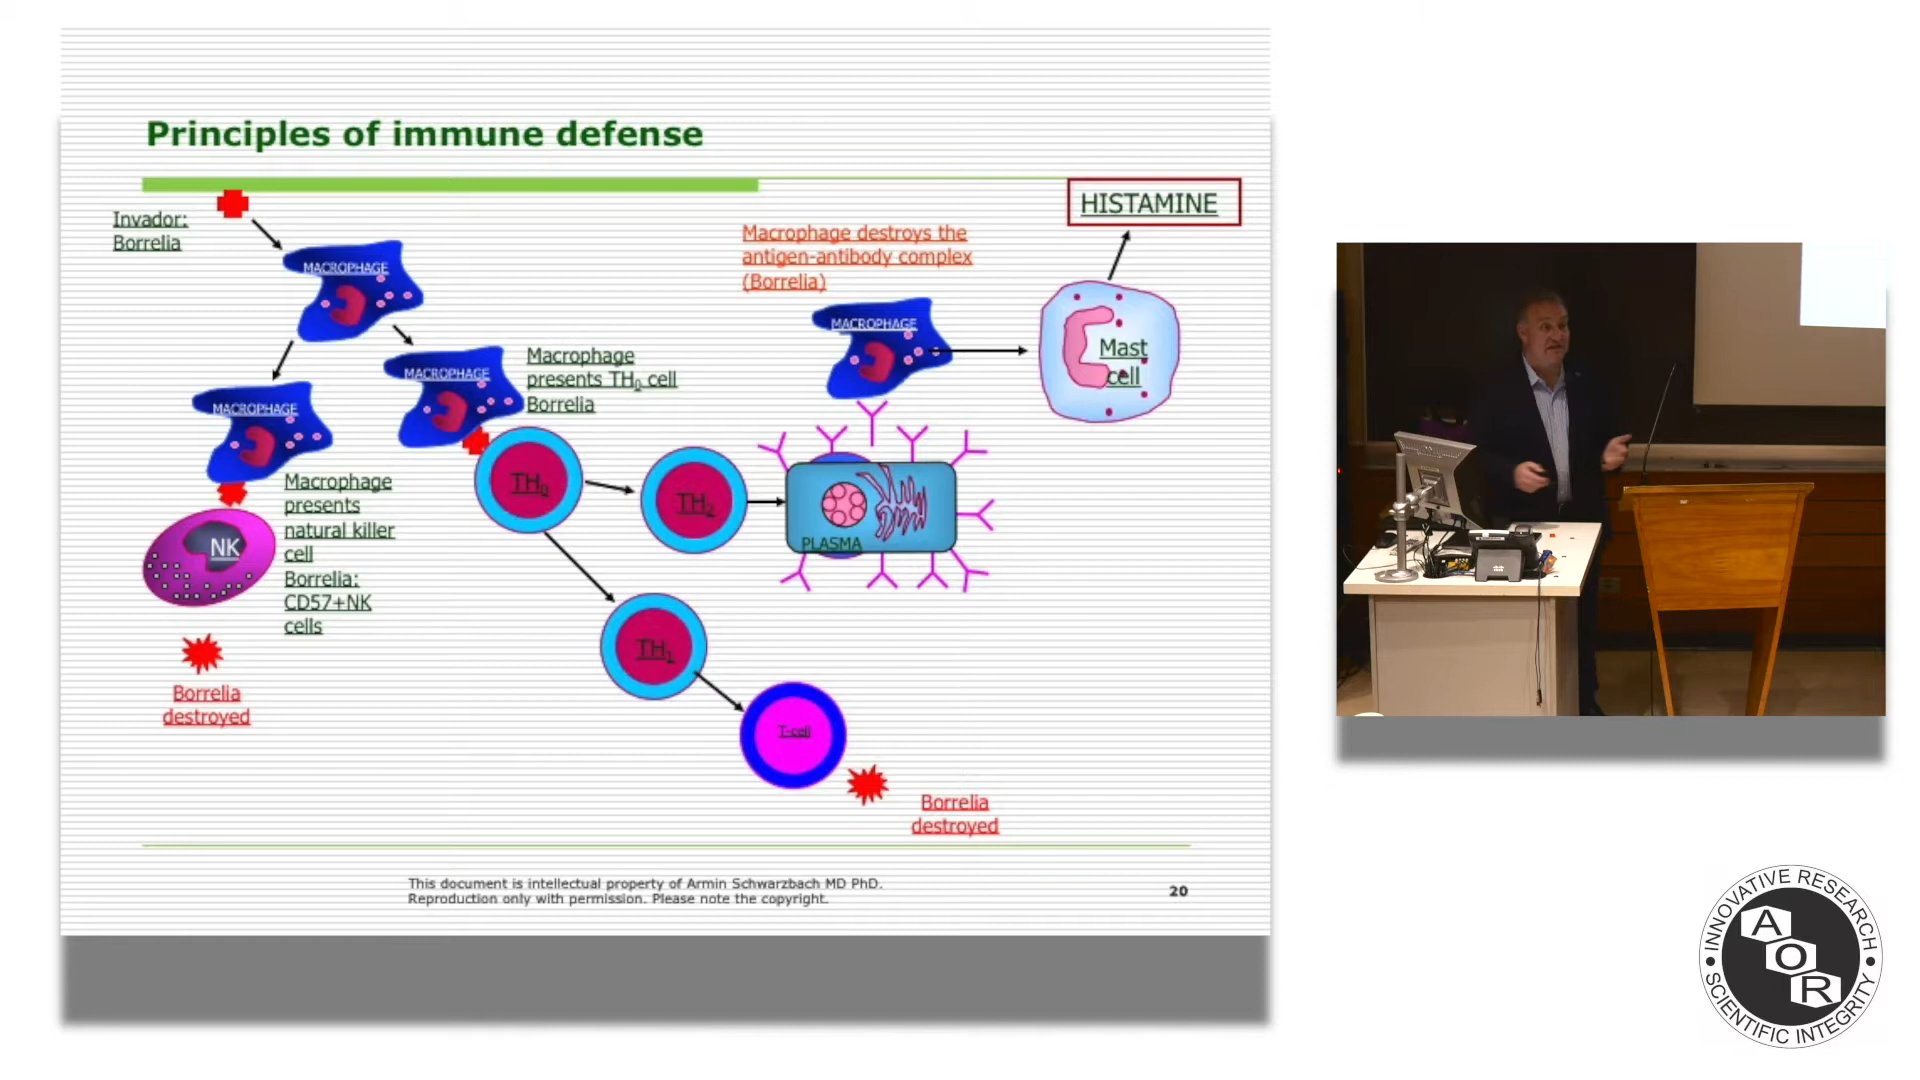 Principles of immune defense
Invador:
Borrelia
MACROPHAGE
MACROPHAGE
MACROPHAGE
Macrophage
presents TH0 cell
Borrelia
Macrophage
presents
natural killer
cell
Borrelia:
CD57+NK
cells
NK
Borrelia
destroyed
TH0
TH2
PLASMA
TH1
T-cell
Borrelia
destroyed
Macrophage destroys the
antigen-antibody complex
(Borrelia)
MACROPHAGE
Mast
cell
HISTAMINE
This document is intellectual property of Armin Schwarzbach MD PhD.
Reproduction only with permission. Please note the copyright.
20
INNOVATIVE RESEARCH
AOR
SCIENTIFIC INTEGRITY